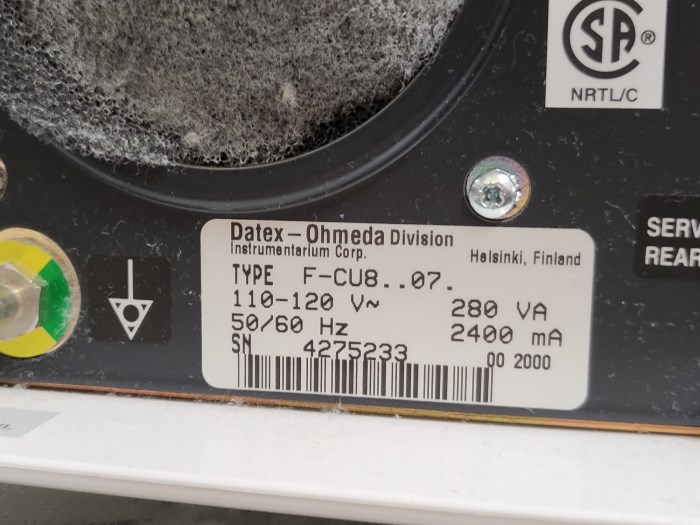 SA ®
NRTL/C
SERV
REAR
Datex-Ohmeda Division
Instrumentarium Corp. Helsinki, Finland
TYPE F-CU8..07.
110-120 V~ 280 VA
50/60 Hz 2400 mA
SN 4275233 00 2000